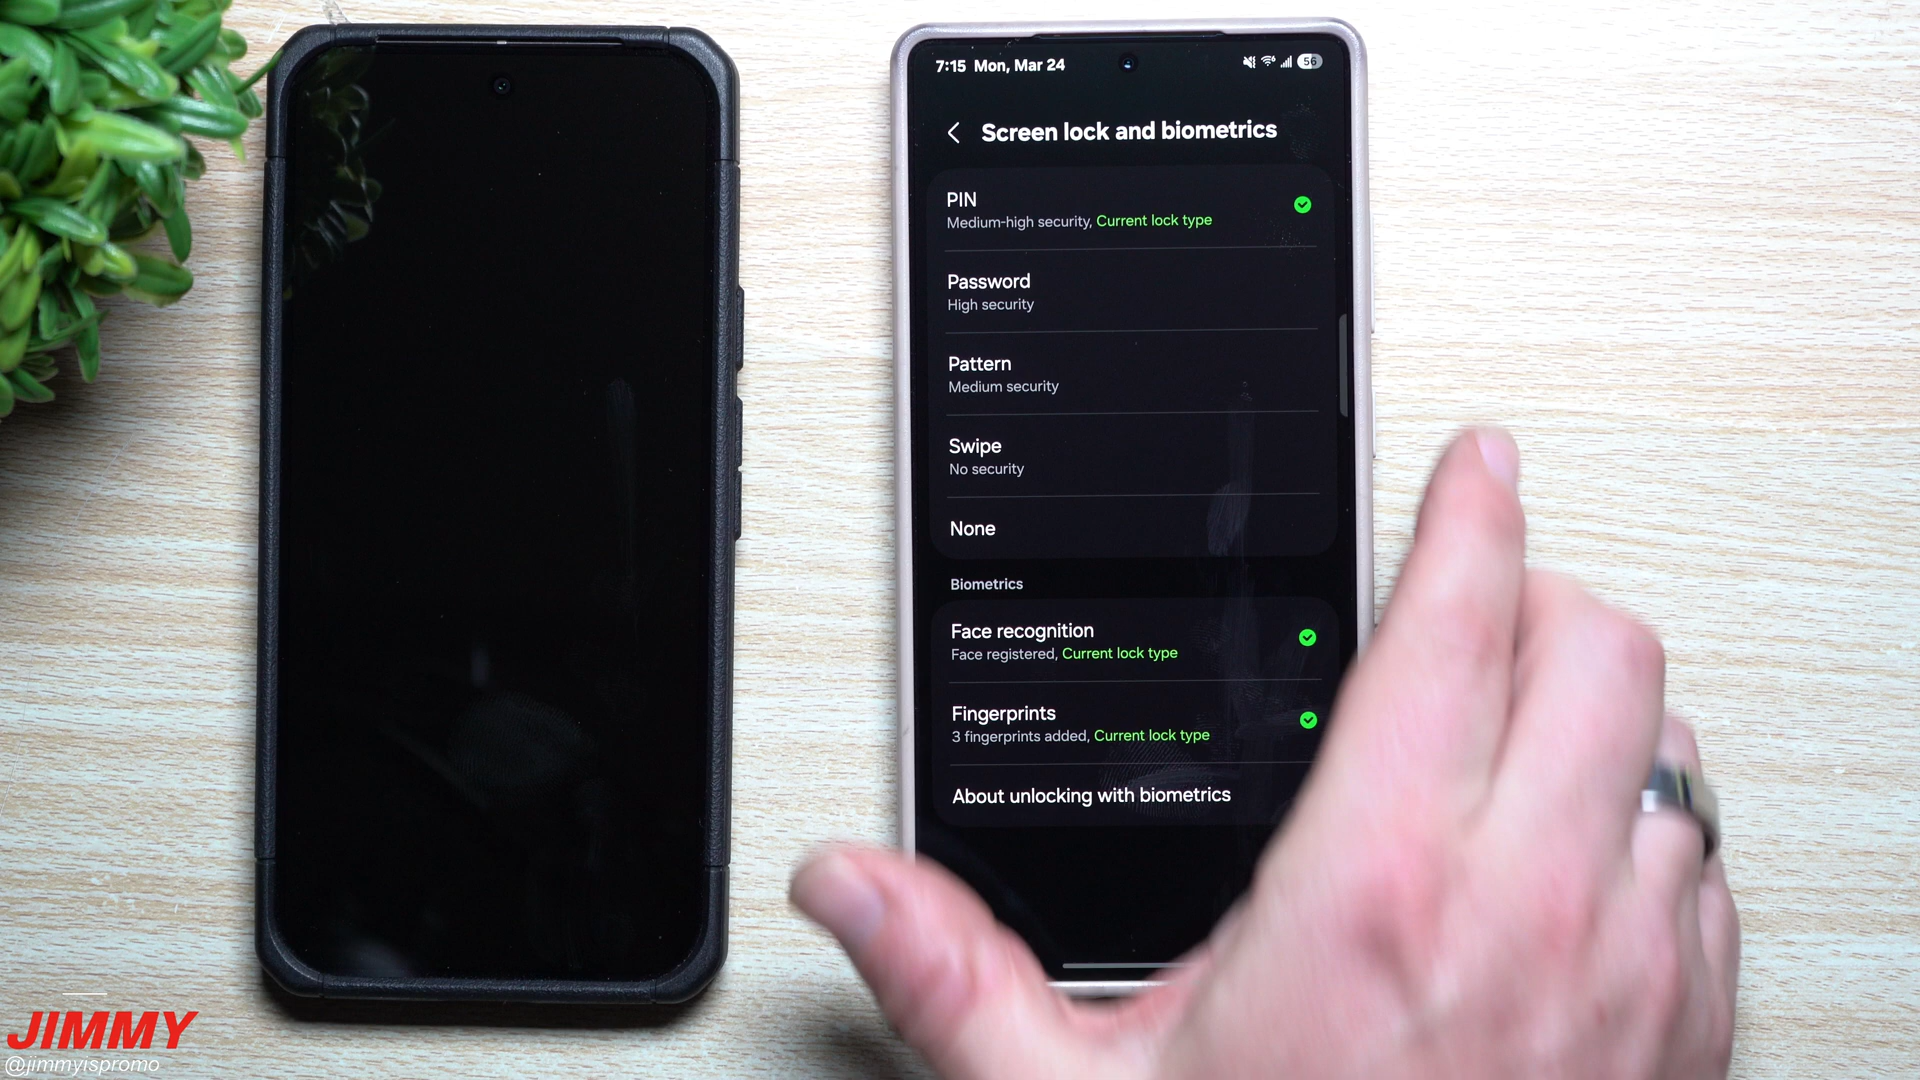 7:15 Mon, Mar 24
56
Screen lock and biometrics
PIN
Medium-high security, Current lock type
Password
High security
Pattern
Medium security
Swipe
No security
None
Biometrics
Face recognition
Face registered, Current lock type
Fingerprints
3 fingerprints added, Current lock type
About unlocking with biometrics
JIMMY
@jimmyispromo